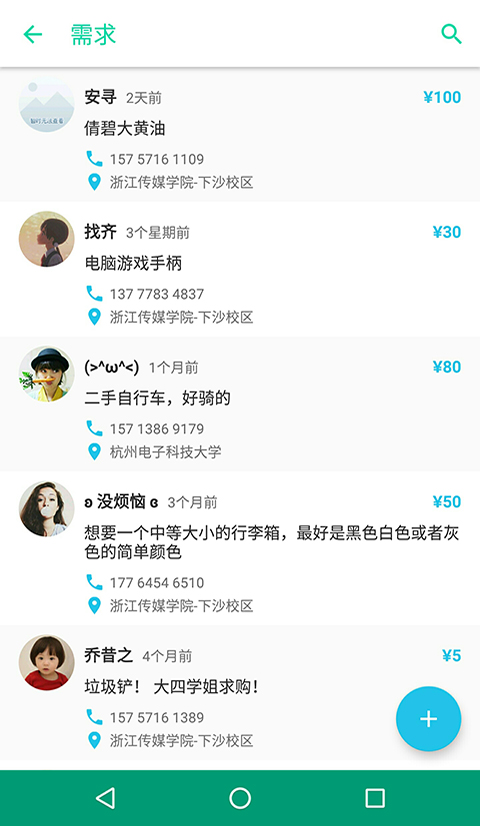 需求
安寻 2天前 ¥100
倩碧大黄油
157 5716 1109
浙江传媒学院-下沙校区
找齐 3个星期前 ¥30
电脑游戏手柄
137 7783 4837
浙江传媒学院-下沙校区
(>^ω^<) 1个月前 ¥80
二手自行车，好骑的
157 1386 9179
杭州电子科技大学
ʚ 没烦恼 ɞ 3个月前 ¥50
想要一个中等大小的行李箱，最好是黑色白色或者灰
色的简单颜色
177 6454 6510
浙江传媒学院-下沙校区
乔昔之 4个月前 ¥5
垃圾铲！ 大四学姐求购！
157 5716 1389
浙江传媒学院-下沙校区